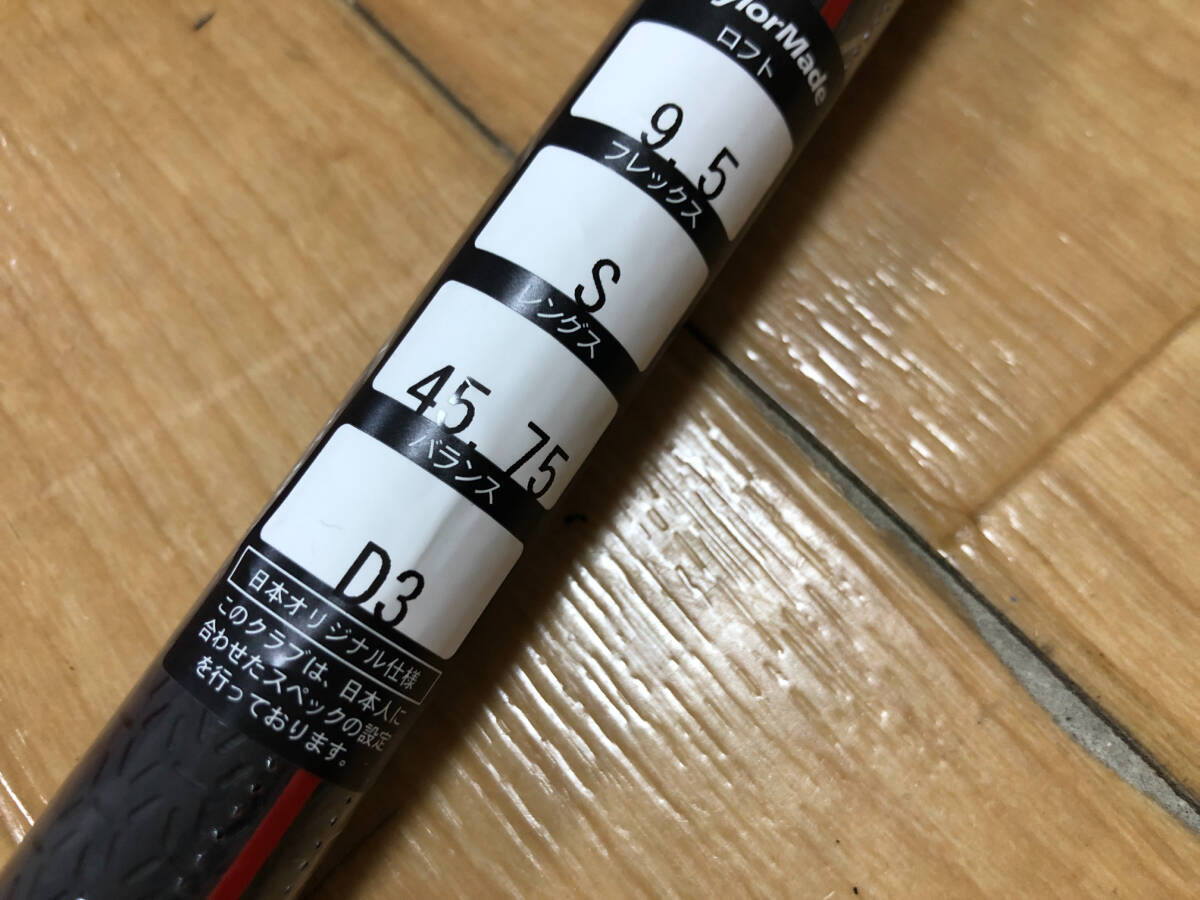 aylorMade
ロフト
9.5
フレックス
S
レングス
45.75
バランス
D3
日本オリジナル仕様
このクラブは、日本人に
合わせたスペックの設定
を行っております。